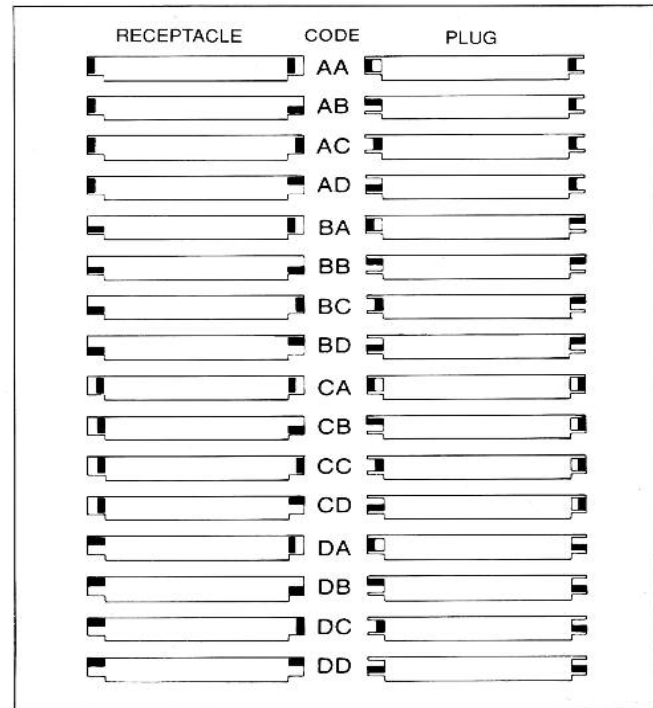 RECEPTACLE CODE PLUG
AA
AB
AC
AD
BA
BB
BC
BD
CA
CB
CC
CD
DA
DB
DC
DD